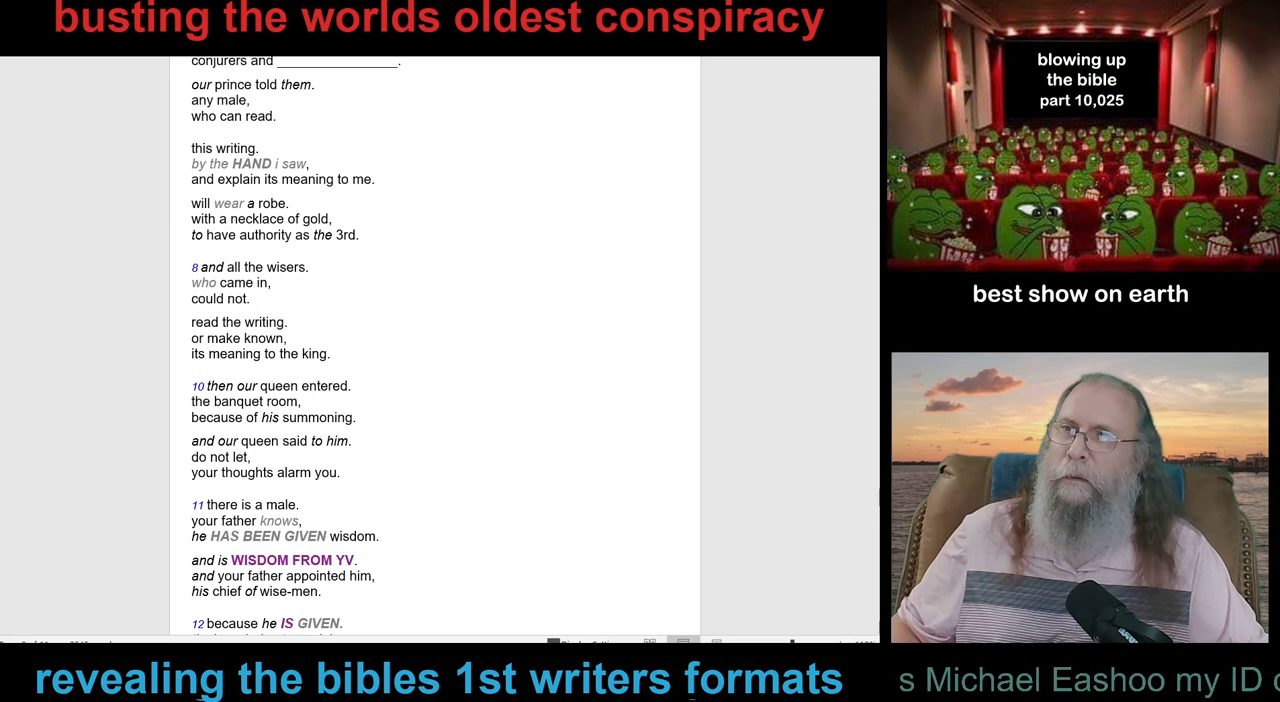 busting the worlds oldest conspiracy
conjurers and ________________.
our prince told them.
any male,
who can read.
this writing.
by the HAND i saw,
and explain its meaning to me.
will wear a robe.
with a necklace of gold,
to have authority as the 3rd.
8 and all the wisers.
who came in,
could not.
read the writing.
or make known,
its meaning to the king.
10 then our queen entered.
the banquet room,
because of his summoning.
and our queen said to him.
do not let,
your thoughts alarm you.
11 there is a male.
your father knows,
he HAS BEEN GIVEN wisdom.
and is WISDOM FROM YV.
and your father appointed him,
his chief of wise-men.
12 because he IS GIVEN.
blowing up
the bible
part 10,025
best show on earth
revealing the bibles 1st writers formats
s Michael Eashoo my ID